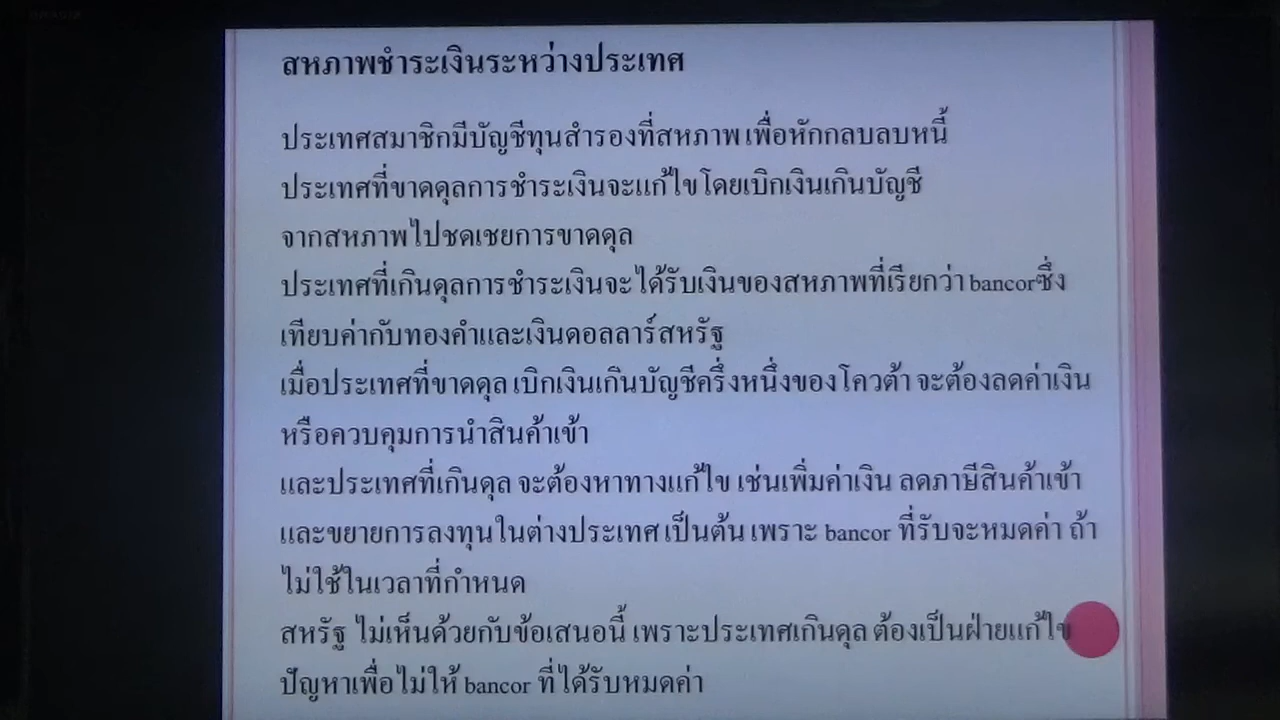 สหภาพชำระเงินระหว่างประเทศ
ประเทศสมาชิกมีบัญชีทุนสำรองที่สหภาพ เพื่อหักกลบลบหนี้
ประเทศที่ขาดดุลการชำระเงินจะแก้ไขโดยเบิกเงินเกินบัญชี
จากสหภาพไปชดเชยการขาดดุล
ประเทศที่เกินดุลการชำระเงินจะได้รับเงินของสหภาพที่เรียกว่า bancorซึ่ง
เทียบค่ากับทองคำและเงินดอลลาร์สหรัฐ
เมื่อประเทศที่ขาดดุล เบิกเงินเกินบัญชีครึ่งหนึ่งของโควต้า จะต้องลดค่าเงิน
หรือควบคุมการนำสินค้าเข้า
และประเทศที่เกินดุล จะต้องหาทางแก้ไข เช่นเพิ่มค่าเงิน ลดภาษีสินค้าเข้า
และขยายการลงทุนในต่างประเทศ เป็นต้น เพราะ bancor ที่รับจะหมดค่า ถ้า
ไม่ใช้ในเวลาที่กำหนด
สหรัฐ ไม่เห็นด้วยกับข้อเสนอนี้ เพราะประเทศเกินดุล ต้องเป็นฝ่ายแก้ไข
ปัญหาเพื่อไม่ให้ bancor ที่ได้รับหมดค่า